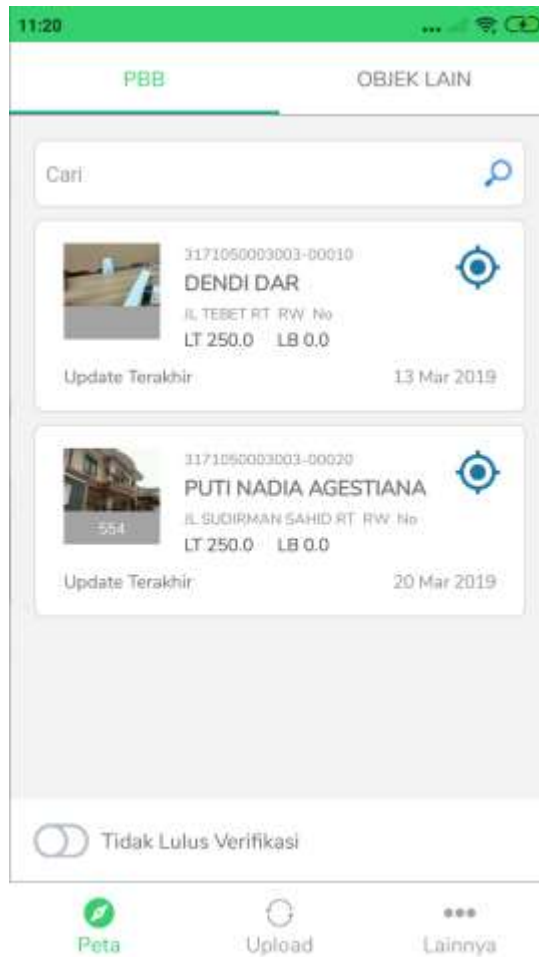 11:20
PBB OBJEK LAIN
Cari
3171050003003-00010
DENDI DAR
JL TEBET RT RW No
LT 250.0 LB 0.0
Update Terakhir 13 Mar 2019
3171050003003-00020
PUTI NADIA AGESTIANA
554
JL SUDIRMAN SAHID RT RW No
LT 250.0 LB 0.0
Update Terakhir 20 Mar 2019
Tidak Lulus Verifikasi
Peta Upload Lainnya